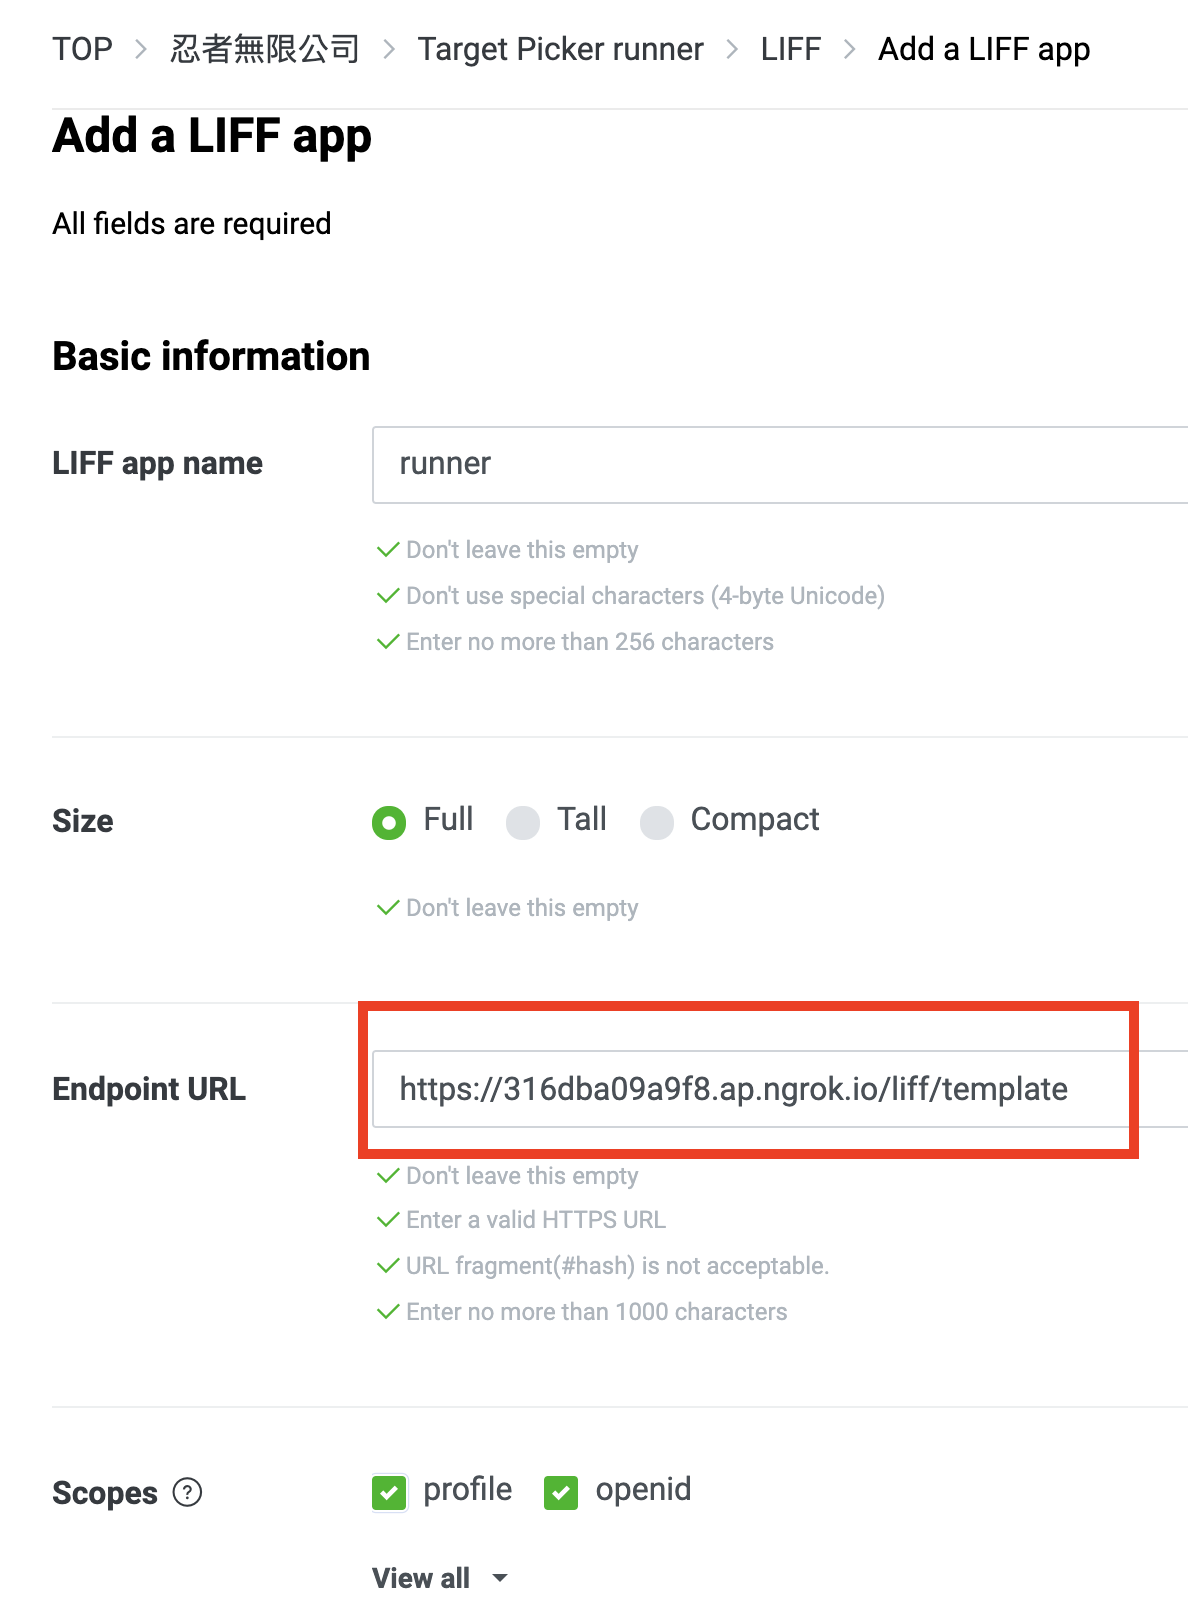 TOP > 忍者無限公司 > Target Picker runner > LIFF > Add a LIFF app
Add a LIFF app
All fields are required
Basic information
LIFF app name
runner
Don't leave this empty
Don't use special characters (4-byte Unicode)
Enter no more than 256 characters
Size
Full Tall Compact
Don't leave this empty
Endpoint URL
https://316dba09a9f8.ap.ngrok.io/liff/template
Don't leave this empty
Enter a valid HTTPS URL
URL fragment(#hash) is not acceptable.
Enter no more than 1000 characters
Scopes ?
profile openid
View all